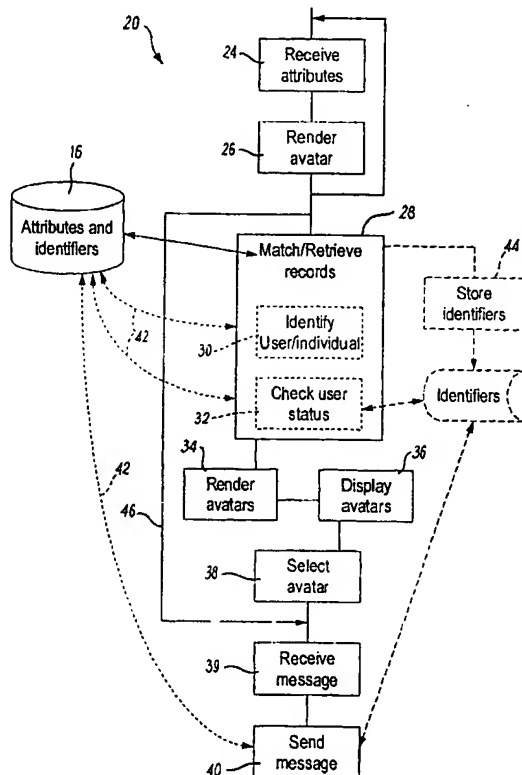 20
24
Receive
attributes
26
Render
avatar
16
Attributes and
identifiers
28
Match/Retrieve
records
44
Store
identifiers
42
30
Identify
User/individual
32
Check user
status
Identifiers
34
Render
avatars
36
Display
avatars
42
46
38
Select
avatar
39
Receive
message
40
Send
message